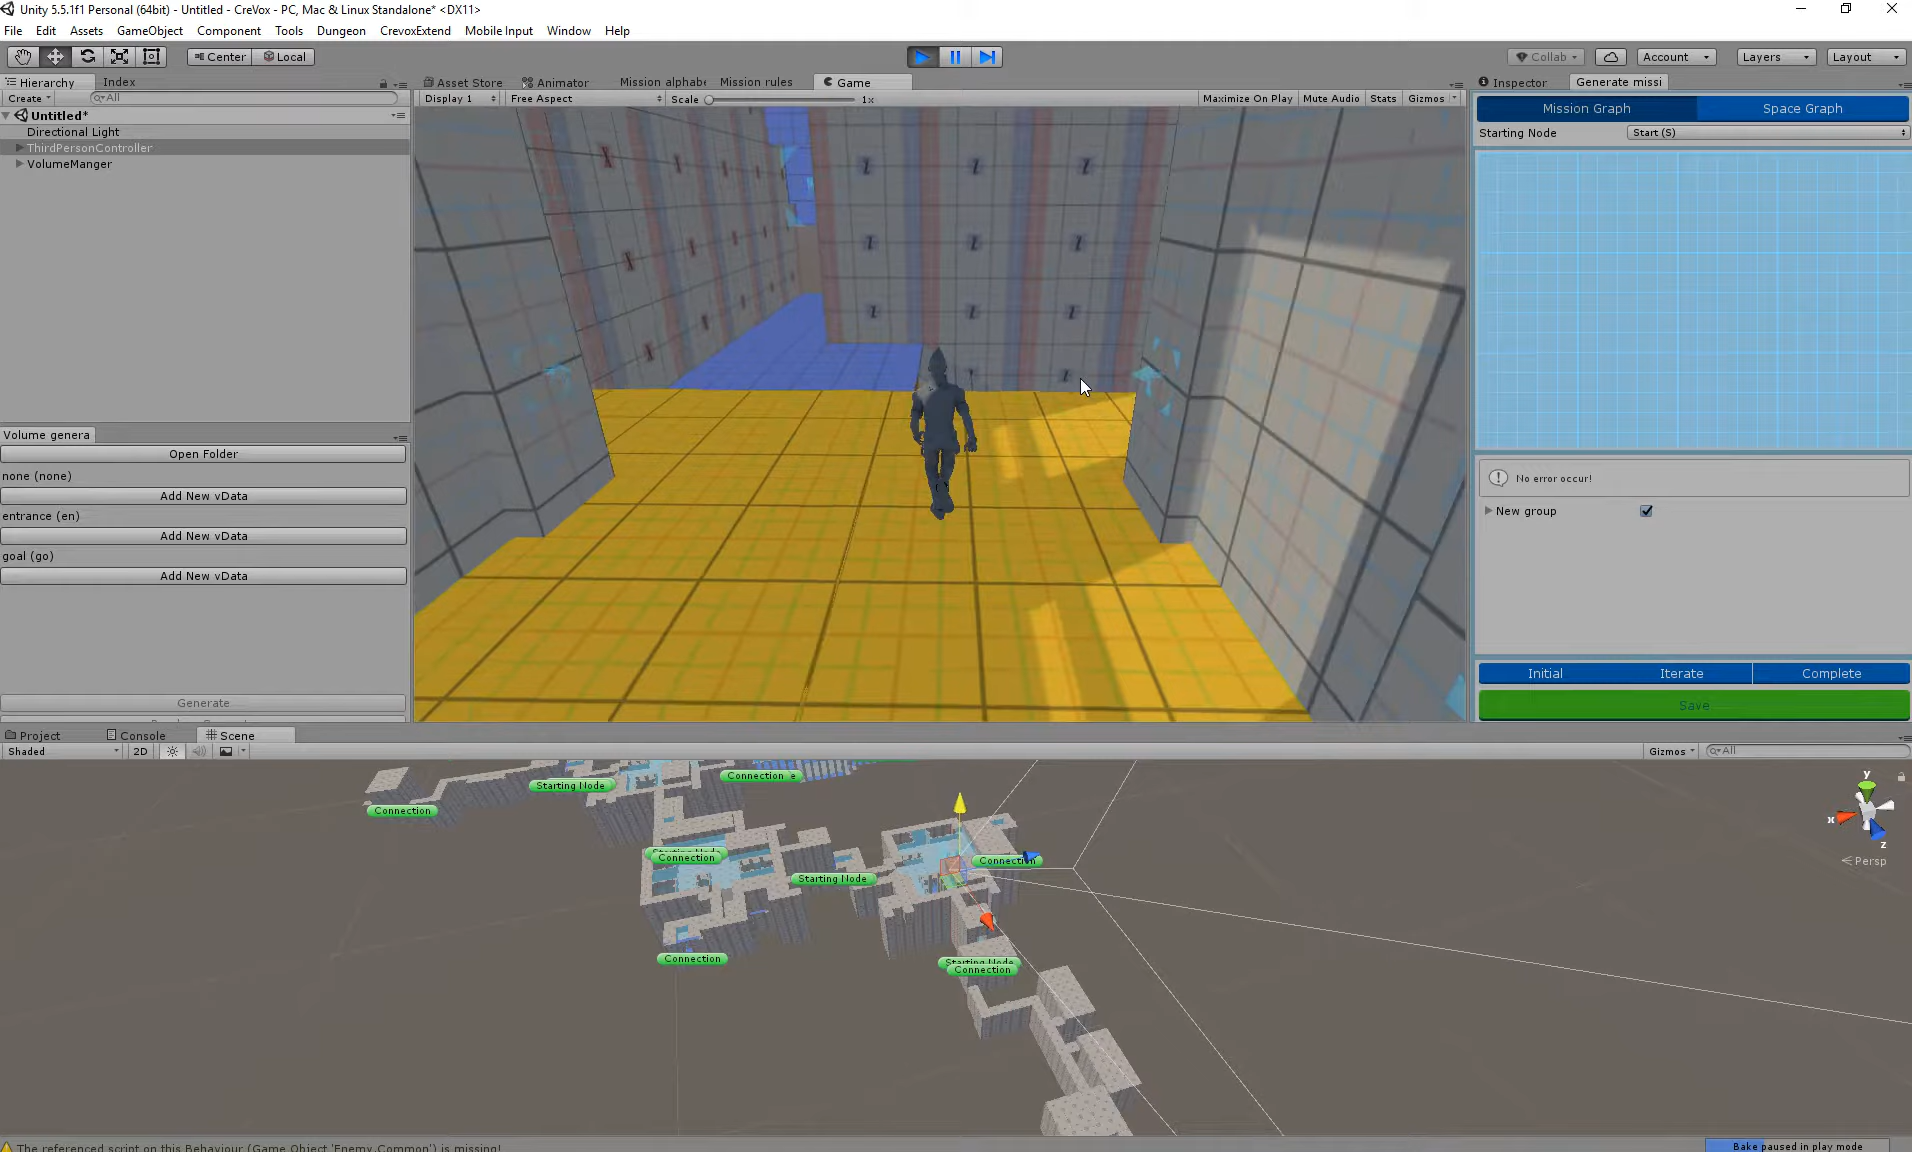 Unity 5.5.1f1 Personal (64bit) - Untitled - CreVox - PC, Mac & Linux Standalone* <DX11>
File Edit Assets GameObject Component Tools Dungeon CrevoxExtend Mobile Input Window Help
Center Local
Collab Account Layers Layout
Hierarchy Index
Create All
Untitled*
Directional Light
ThirdPersonController
VolumeManger
Volume genera
Open Folder
none (none)
Add New vData
entrance (en)
Add New vData
goal (go)
Add New vData
Generate
Asset Store Animator Mission alphabe Mission rules Game
Display 1 Free Aspect Scale 1x Maximize On Play Mute Audio Stats Gizmos
Inspector Generate missi
Mission Graph Space Graph
Starting Node Start (S)
No error occur!
New group
Initial Iterate Complete
Save
Project Console Scene
Shaded 2D Gizmos All
Connection
Starting Node
Connection
Connection
Starting Node
Connection
Connection
Starting Node
Connection
y
x
z
Persp
The referenced script on this Behaviour (Game Object 'Enemy.Common') is missing!
Bake paused in play mode